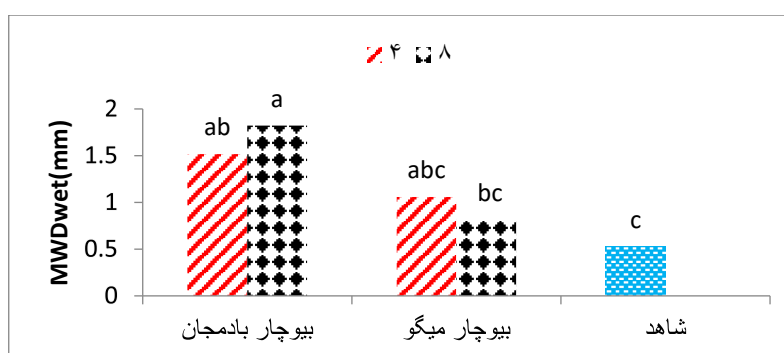 ۴ ۸
MWDwet(mm)
2
1.5
1
0.5
0
ab
a
abc
bc
c
بیوچار بادمجان
بیوچار میگو
شاهد